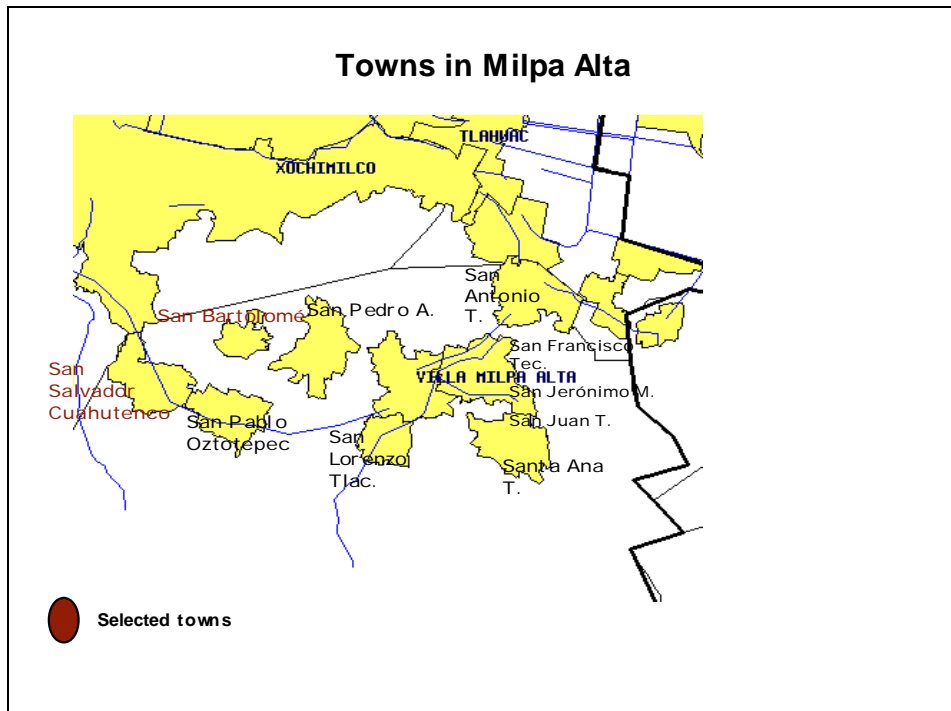 Towns in Milpa Alta
TLAHUAC
XOCHIMILCO
San
Antonio
T.
San Bartolomé
San Pedro A.
San Francisco
Tec.
San
Salvador
Cuahutenco
VILLA MILPA ALTA
San Jerónimo M.
San Juan T.
San Pablo
Oztotepec
San
Lorenzo
Tlac.
Santa Ana
T.
Selected towns